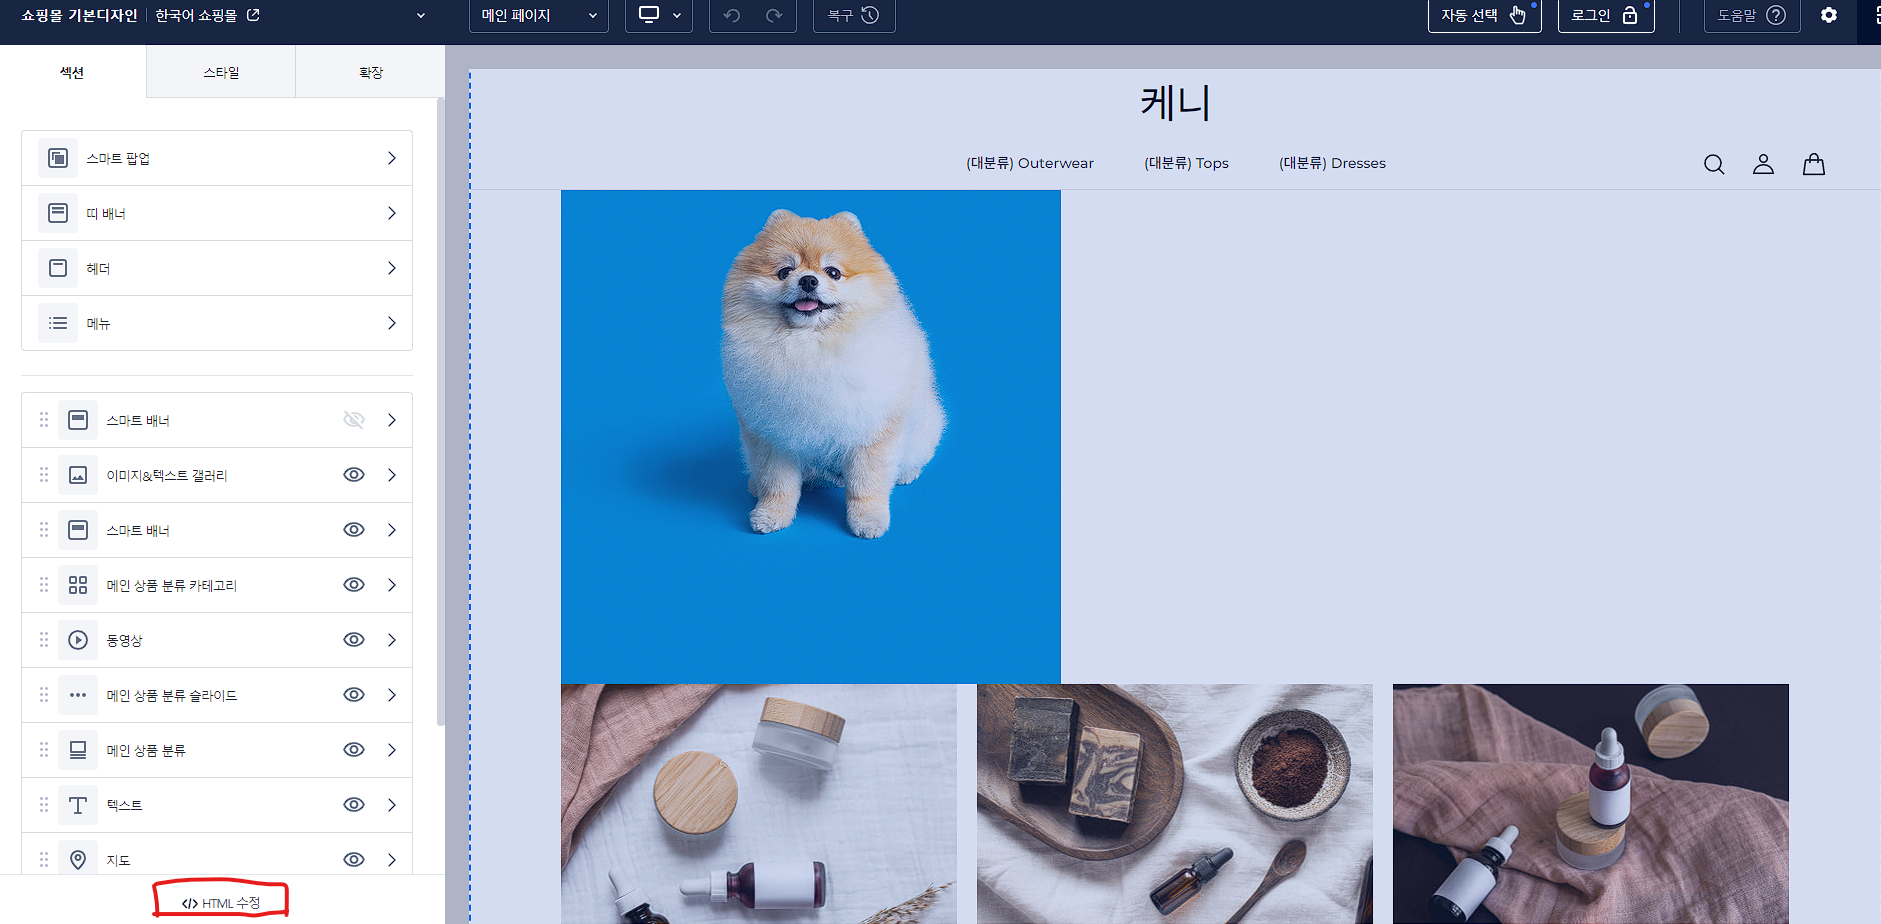 쇼핑몰 기본디자인 한국어 쇼핑몰
메인 페이지
복구
자동 선택
로그인
도움말
섹션
스타일
확장
스마트 팝업
띠 배너
헤더
메뉴
스마트 배너
이미지&텍스트 갤러리
스마트 배너
메인 상품 분류 카테고리
동영상
메인 상품 분류 슬라이드
메인 상품 분류
텍스트
지도
</> HTML 수정
케니
(대분류) Outerwear
(대분류) Tops
(대분류) Dresses